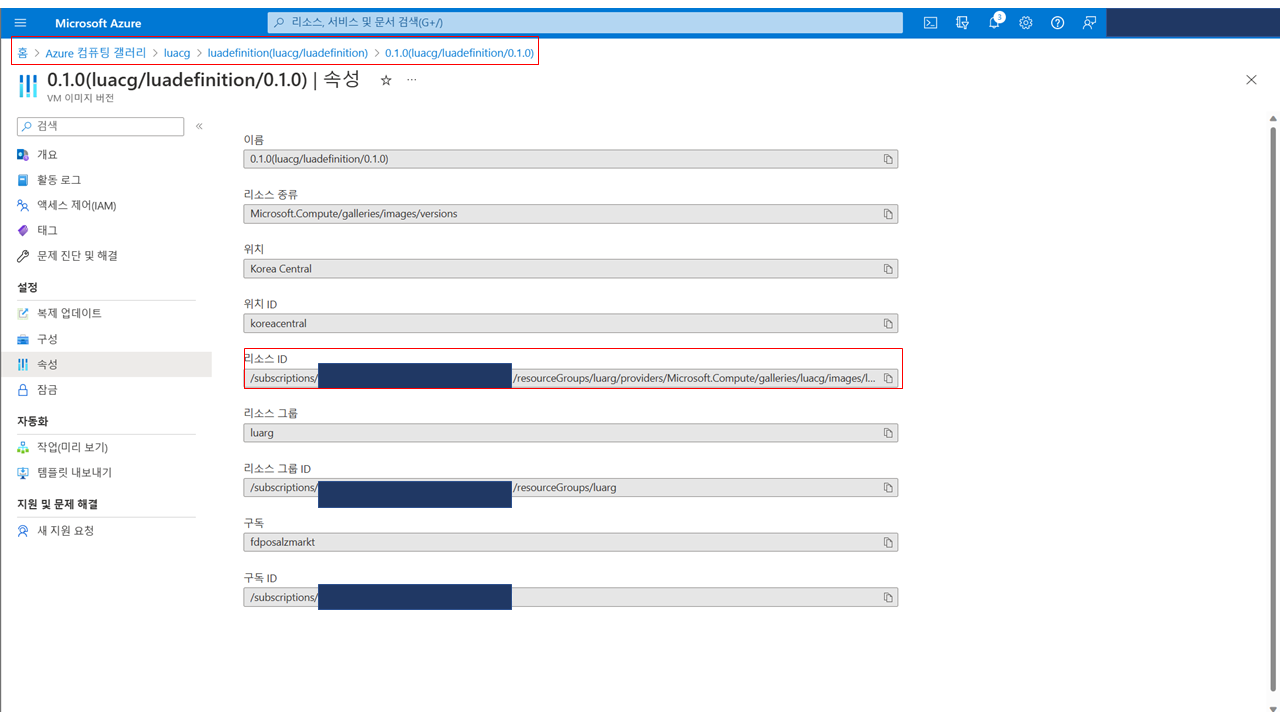 Microsoft Azure
리소스, 서비스 및 문서 검색(G+/)
3
홈 > Azure 컴퓨팅 갤러리 > luacg > luadefinition(luacg/luadefinition) > 0.1.0(luacg/luadefinition/0.1.0)
0.1.0(luacg/luadefinition/0.1.0) | 속성
VM 이미지 버전
검색
개요
활동 로그
액세스 제어(IAM)
태그
문제 진단 및 해결
설정
복제 업데이트
구성
속성
잠금
자동화
작업(미리 보기)
템플릿 내보내기
지원 및 문제 해결
새 지원 요청
이름
0.1.0(luacg/luadefinition/0.1.0)
리소스 종류
Microsoft.Compute/galleries/images/versions
위치
Korea Central
위치 ID
koreacentral
리소스 ID
/subscriptions/ /resourceGroups/luarg/providers/Microsoft.Compute/galleries/luacg/images/l...
리소스 그룹
luarg
리소스 그룹 ID
/subscriptions/ /resourceGroups/luarg
구독
fdposalzmarkt
구독 ID
/subscriptions/